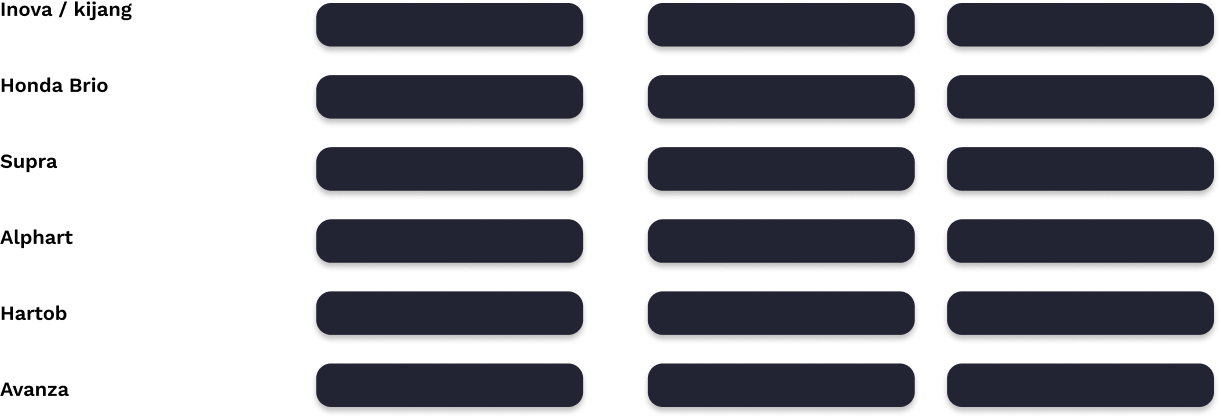 Inova / kijang
Honda Brio
Supra
Alphart
Hartob
Avanza